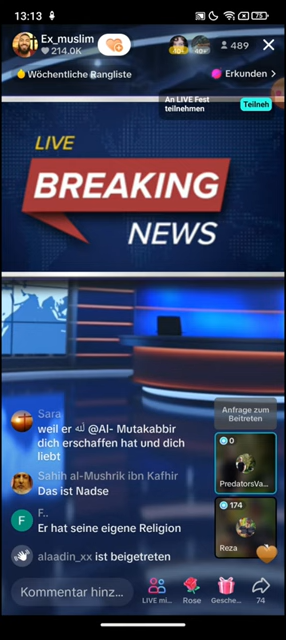 13:13
75
Ex_muslim
214.0K
489
Wöchentliche Rangliste
Erkunden >
An LIVE Fest
teilnehmen
Teilneh
LIVE
BREAKING
NEWS
Anfrage zum
Beitreten
0
PredatorsVa...
174
Reza
Sara
weil er الله @Al- Mutakabbir
dich erschaffen hat und dich
liebt
Sahih al-Mushrik ibn Kafhir
Das ist Nadse
F..
Er hat seine eigene Religion
alaadin_xx ist beigetreten
Kommentar hinz...
LIVE mi...
Rose
Gesche...
74